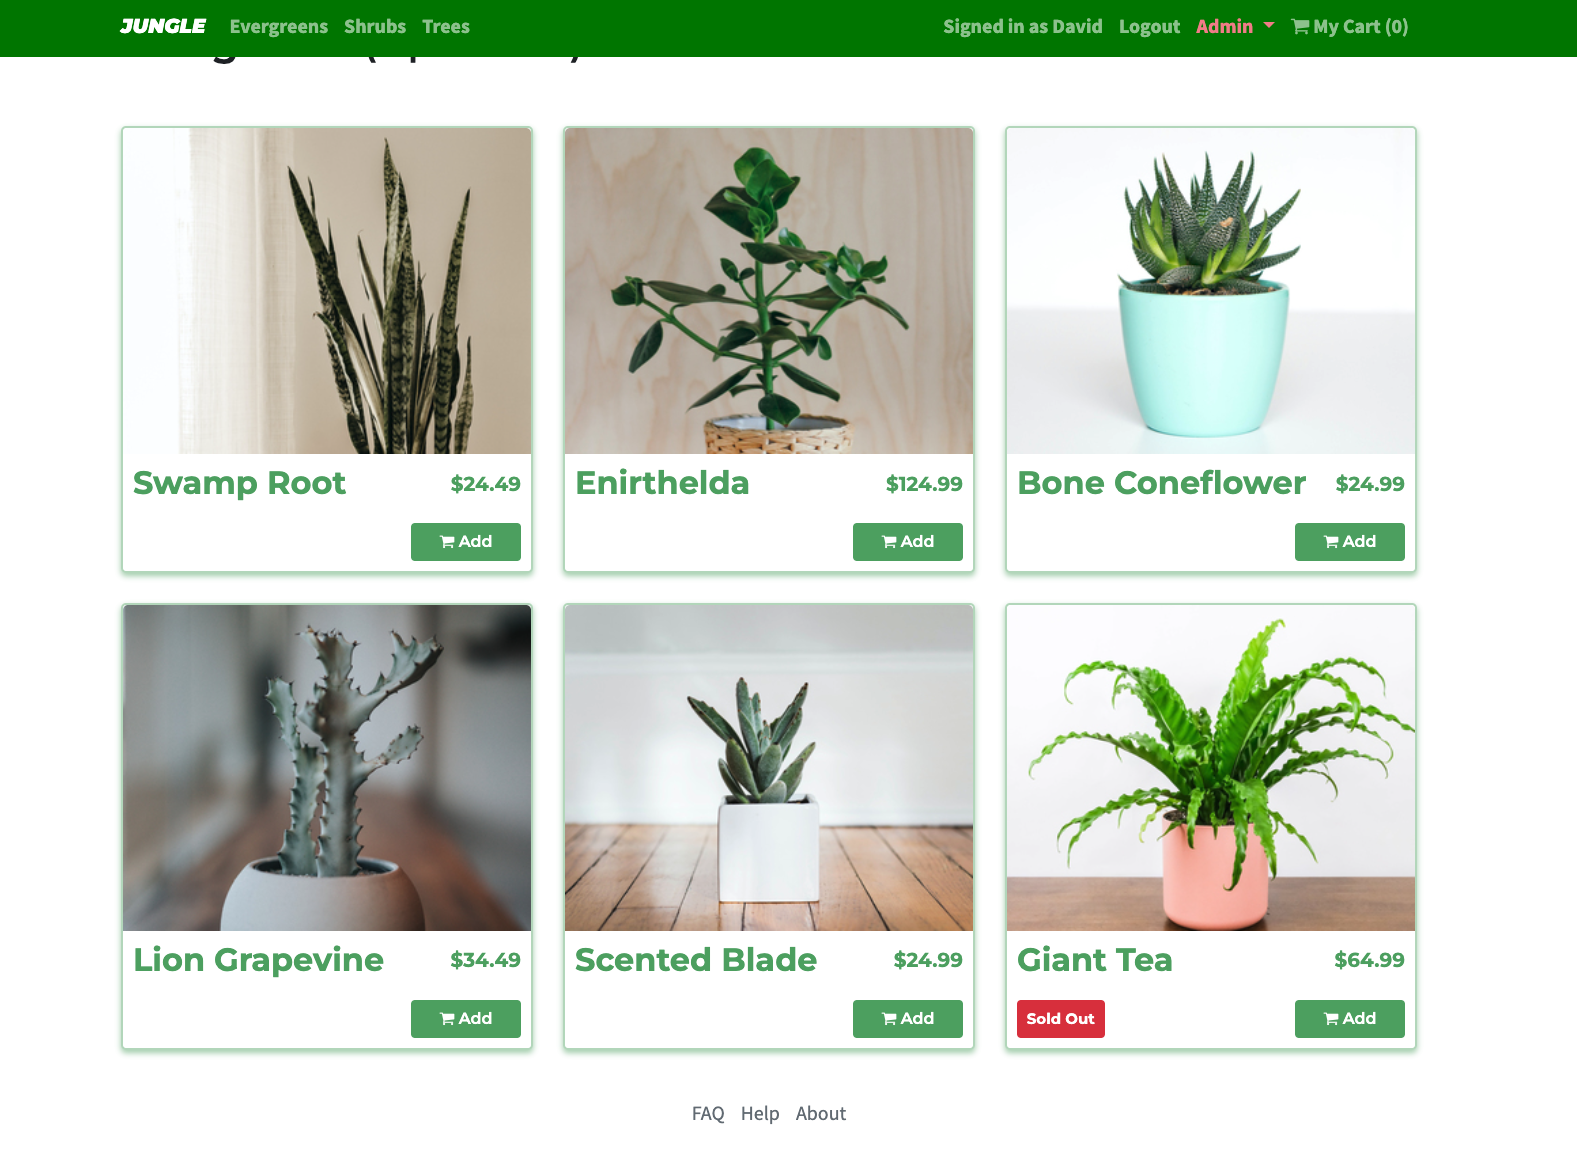 JUNGLE Evergreens Shrubs Trees Signed in as David Logout Admin My Cart (0)
Swamp Root $24.49
Add
Enirthelda $124.99
Add
Bone Coneflower $24.99
Add
Lion Grapevine $34.49
Add
Scented Blade $24.99
Add
Giant Tea $64.99
Sold Out Add
FAQ Help About